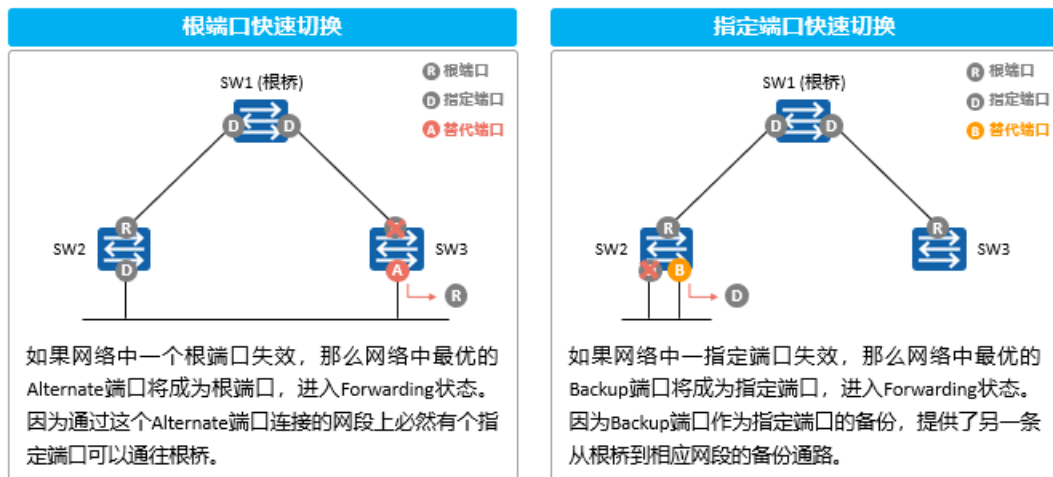 根端口快速切换
SW1 (根桥)
R 根端口
D 指定端口
A 替代端口
D
D
R
SW2
D
SW3
A
R
如果网络中一个根端口失效，那么网络中最优的
Alternate端口将成为根端口，进入Forwarding状态。
因为通过这个Alternate端口连接的网段上必然有个指
定端口可以通往根桥。
指定端口快速切换
SW1 (根桥)
R 根端口
D 指定端口
B 替代端口
D
D
R
R
SW2
B
D
SW3
如果网络中一指定端口失效，那么网络中最优的
Backup端口将成为指定端口，进入Forwarding状态。
因为Backup端口作为指定端口的备份，提供了另一条
从根桥到相应网段的备份通路。